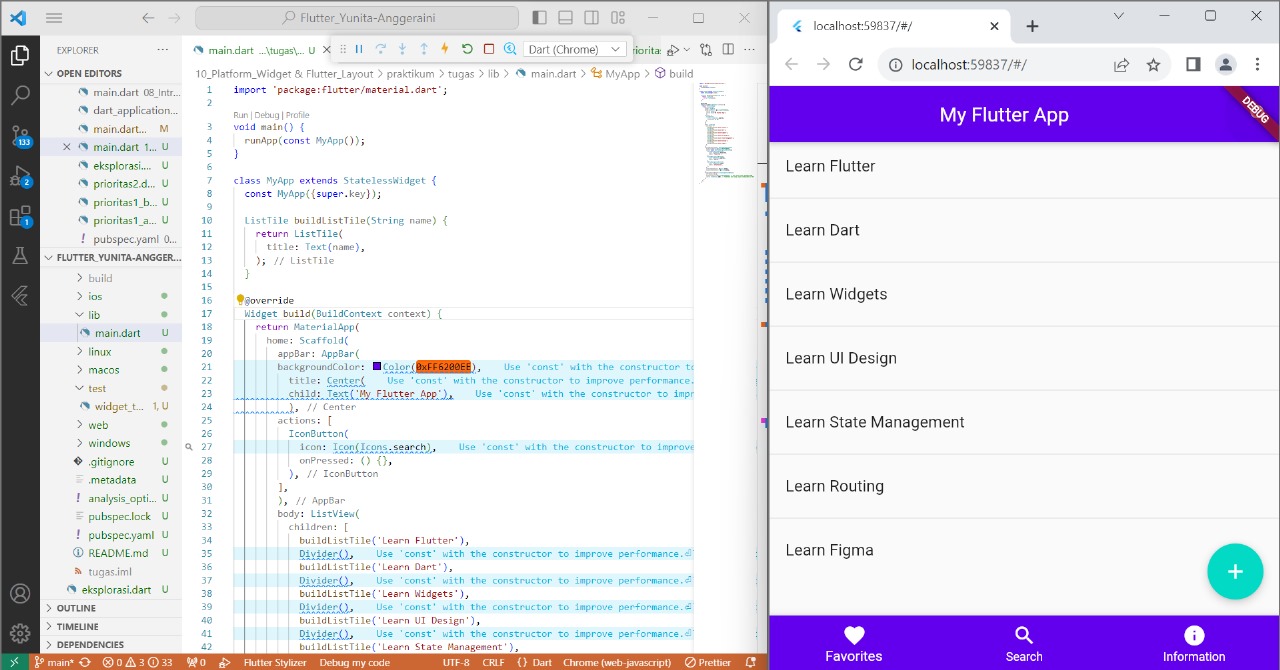 Flutter_Yunita-Anggeraini
EXPLORER
main.dart ...\tugas\... U
Dart (Chrome)
prioritas
OPEN EDITORS
main.dart 08_Intr...
dart_application...
main.dart... M
main.dart 1... U
eksplorasi.... U
prioritas2.d... U
prioritas1_b... U
prioritas1_a... U
pubspec.yaml 0...
FLUTTER_YUNITA-ANGGER...
build
ios
lib
main.dart U
linux
macos
test
widget_t... 1, U
web
windows
.gitignore U
.metadata U
analysis_opti... U
pubspec.lock U
pubspec.yaml U
README.md U
tugas.iml
eksplorasi.dart U
OUTLINE
TIMELINE
DEPENDENCIES
133
2
1
10_Platform_Widget & Flutter_Layout > praktikum > tugas > lib > main.dart > MyApp > build
1 import 'package:flutter/material.dart';
2
Run | Debug | Profile
3 void main() {
4 runApp(const MyApp());
5 }
6
7 class MyApp extends StatelessWidget {
8 const MyApp({super.key});
9
10 ListTile buildListTile(String name) {
11 return ListTile(
12 title: Text(name),
13 ); // ListTile
14 }
15
16 @override
17 Widget build(BuildContext context) {
18 return MaterialApp(
19 home: Scaffold(
20 appBar: AppBar(
21 backgroundColor: Color(0xFF6200EE), Use 'const' with the constructor to
22 title: Center( Use 'const' with the constructor to improve performance.
23 child: Text('My Flutter App'), Use 'const' with the constructor to impr
24 ), // Center
25 actions: [
26 IconButton(
27 icon: Icon(Icons.search), Use 'const' with the constructor to improve
28 onPressed: () {},
29 ), // IconButton
30 ],
31 ), // AppBar
32 body: ListView(
33 children: [
34 buildListTile('Learn Flutter'),
35 Divider(), Use 'const' with the constructor to improve performance.
36 buildListTile('Learn Dart'),
37 Divider(), Use 'const' with the constructor to improve performance.
38 buildListTile('Learn Widgets'),
39 Divider(), Use 'const' with the constructor to improve performance.
40 buildListTile('Learn UI Design'),
41 Divider(), Use 'const' with the constructor to improve performance.
42 buildListTile('Learn State Management'),
main* 0 3 33 0 Flutter Stylizer Debug my code UTF-8 CRLF {} Dart Chrome (web-javascript) Prettier
localhost:59837/#/
localhost:59837/#/
My Flutter App
DEBUG
Learn Flutter
Learn Dart
Learn Widgets
Learn UI Design
Learn State Management
Learn Routing
Learn Figma
+
Favorites
Search
Information